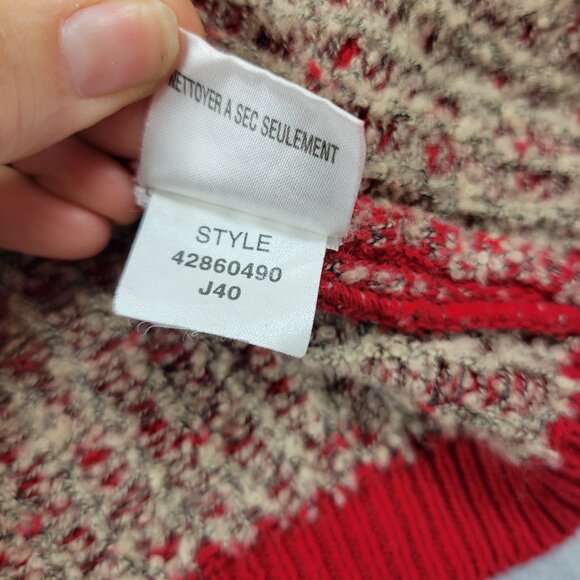 NETTOYER A SEC SEULEMENT
STYLE
42860490
J40